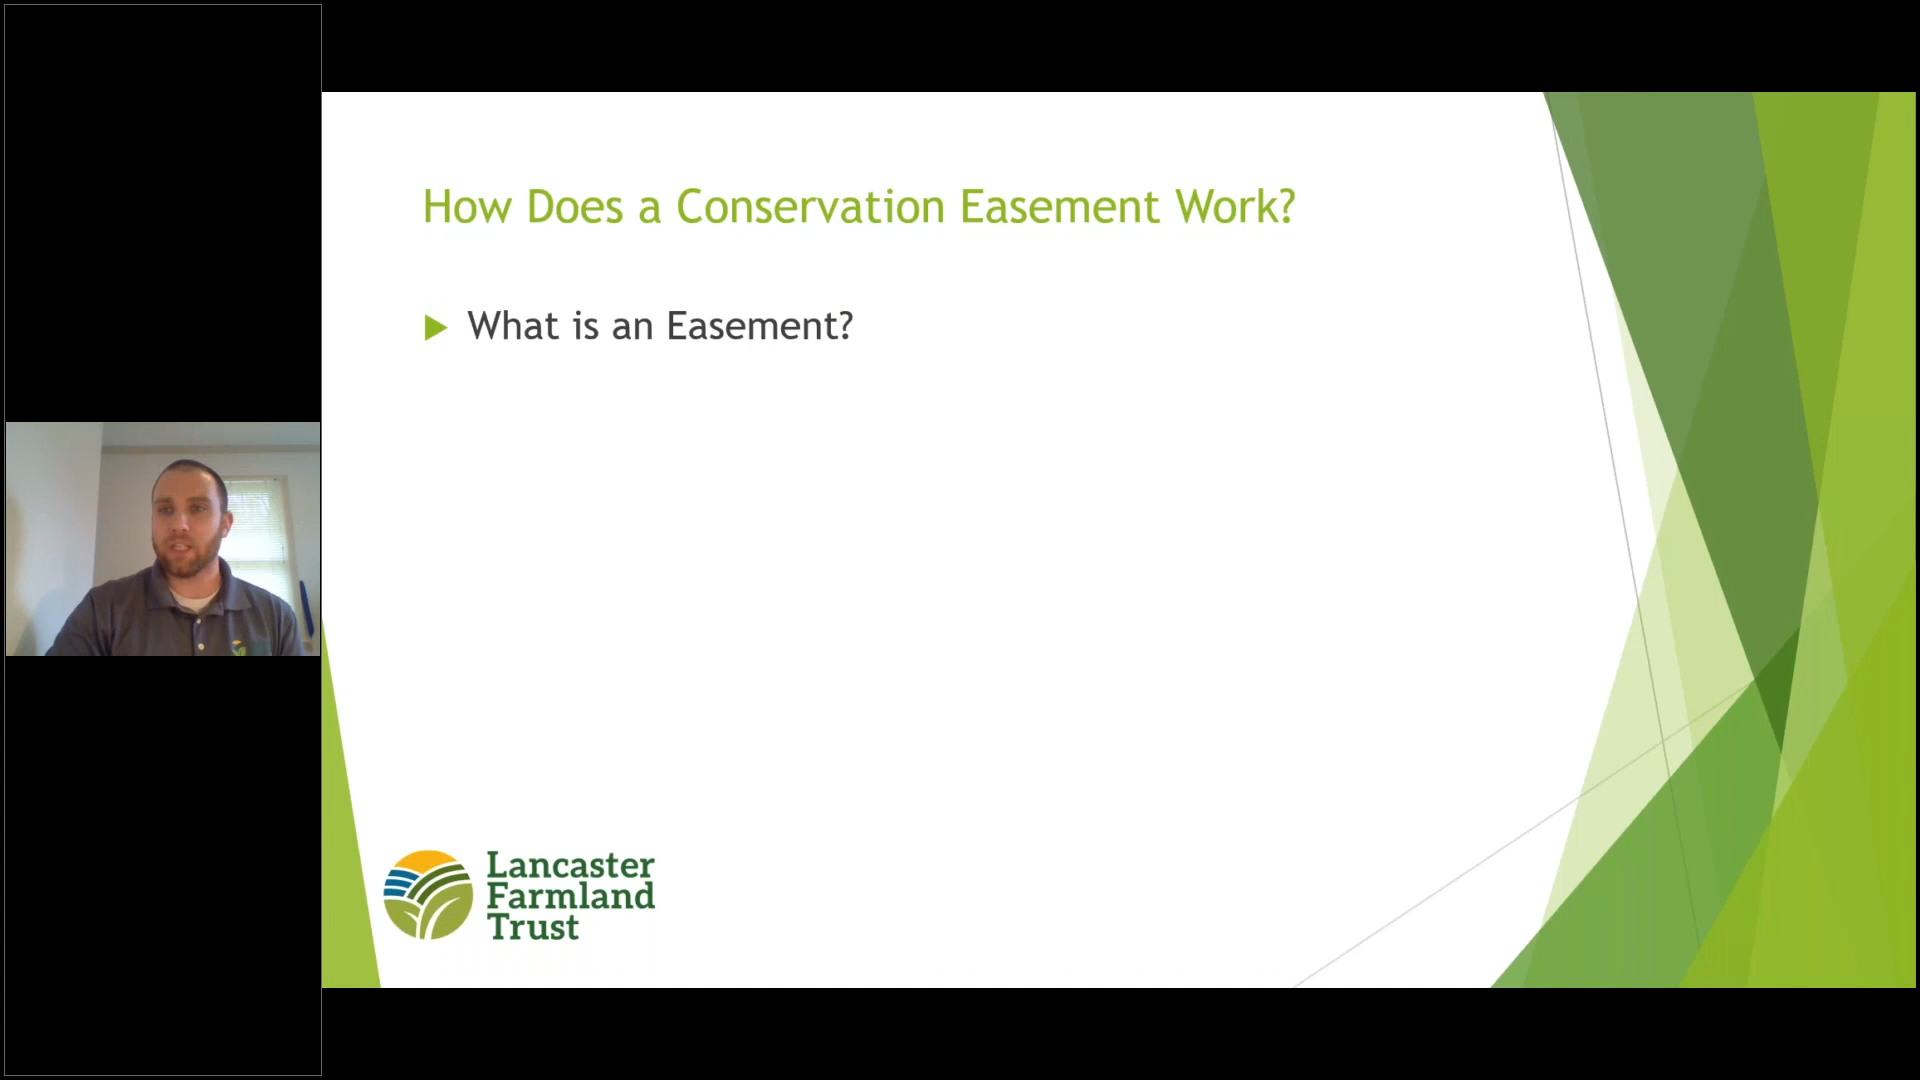 How Does a Conservation Easement Work?
What is an Easement?
Lancaster
Farmland
Trust